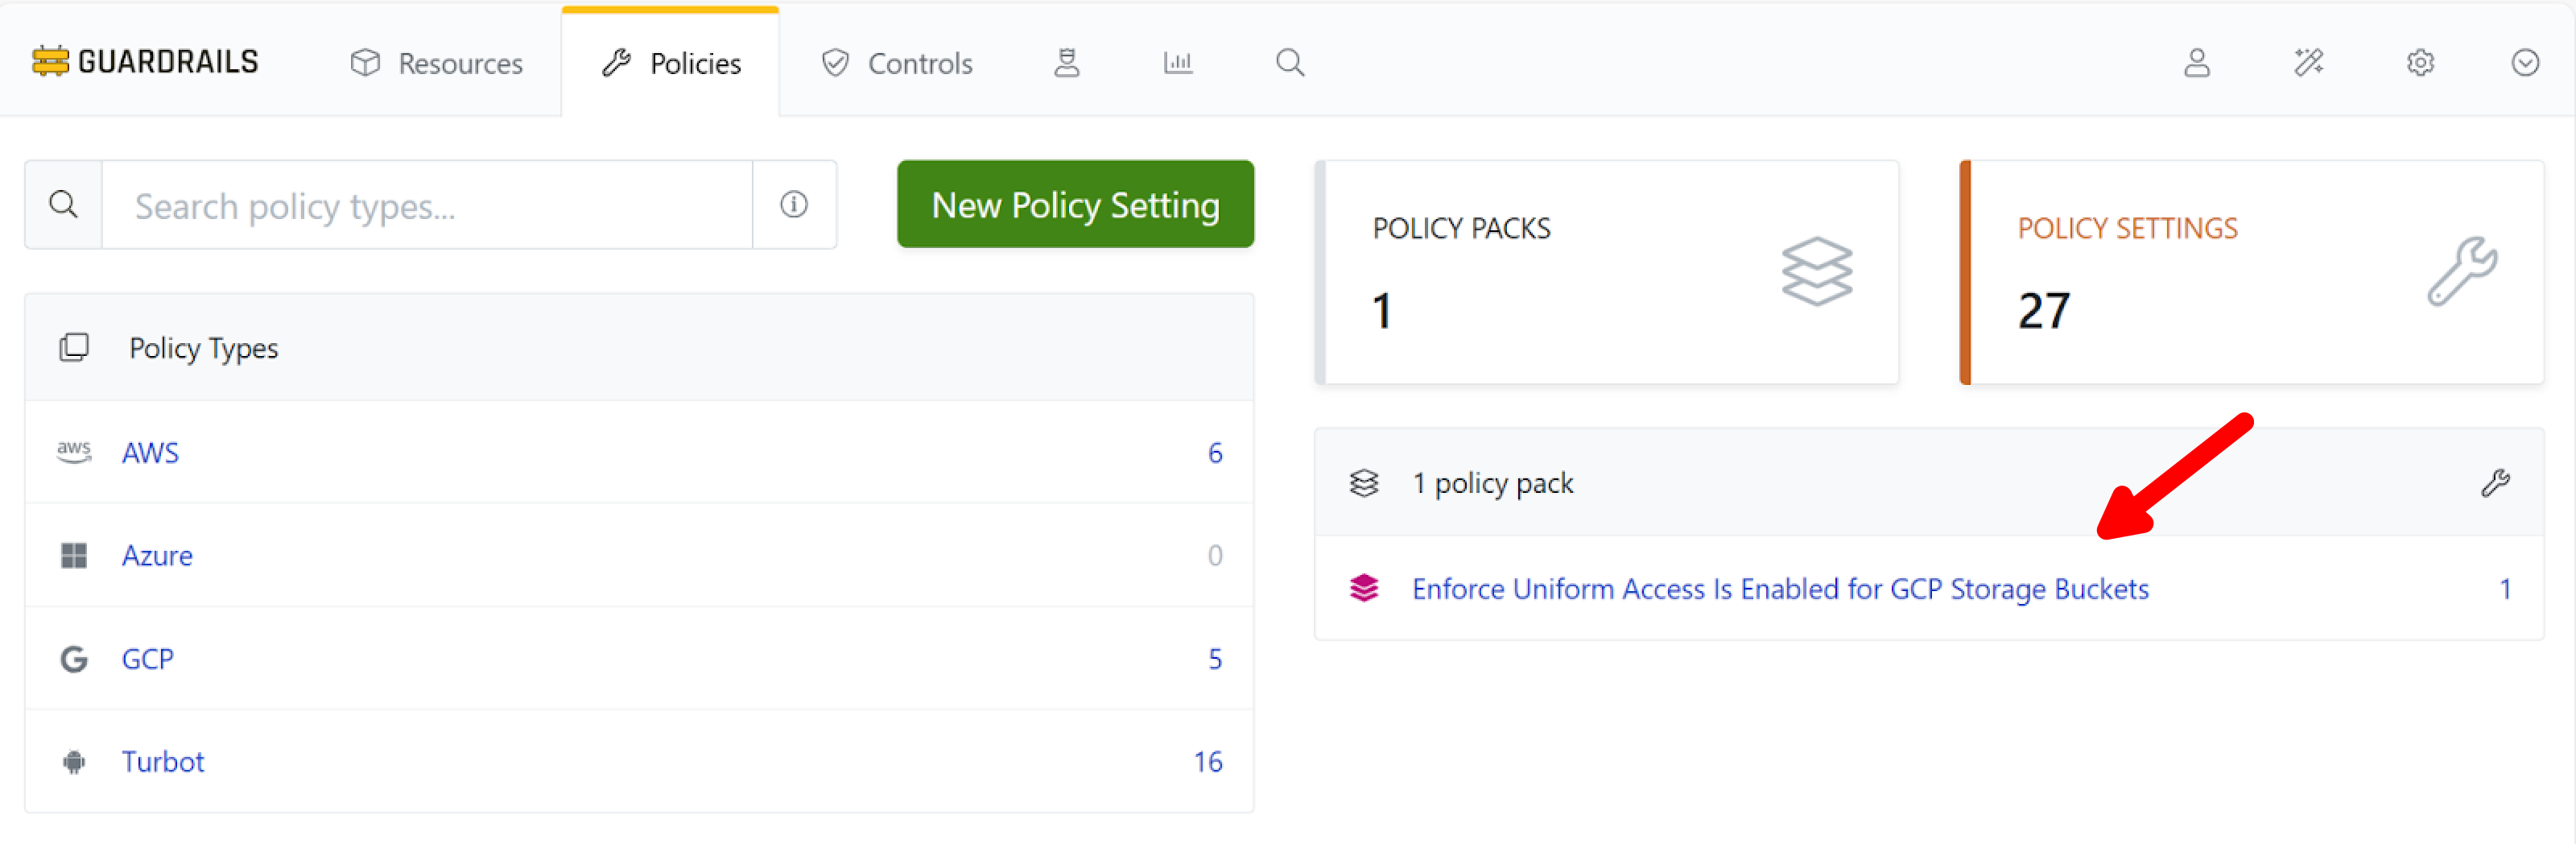 GUARDRAILS
Resources
Policies
Controls
Search policy types...
New Policy Setting
Policy Types
aws AWS 6
Azure 0
GCP 5
Turbot 16
POLICY PACKS
1
POLICY SETTINGS
27
1 policy pack
Enforce Uniform Access Is Enabled for GCP Storage Buckets 1